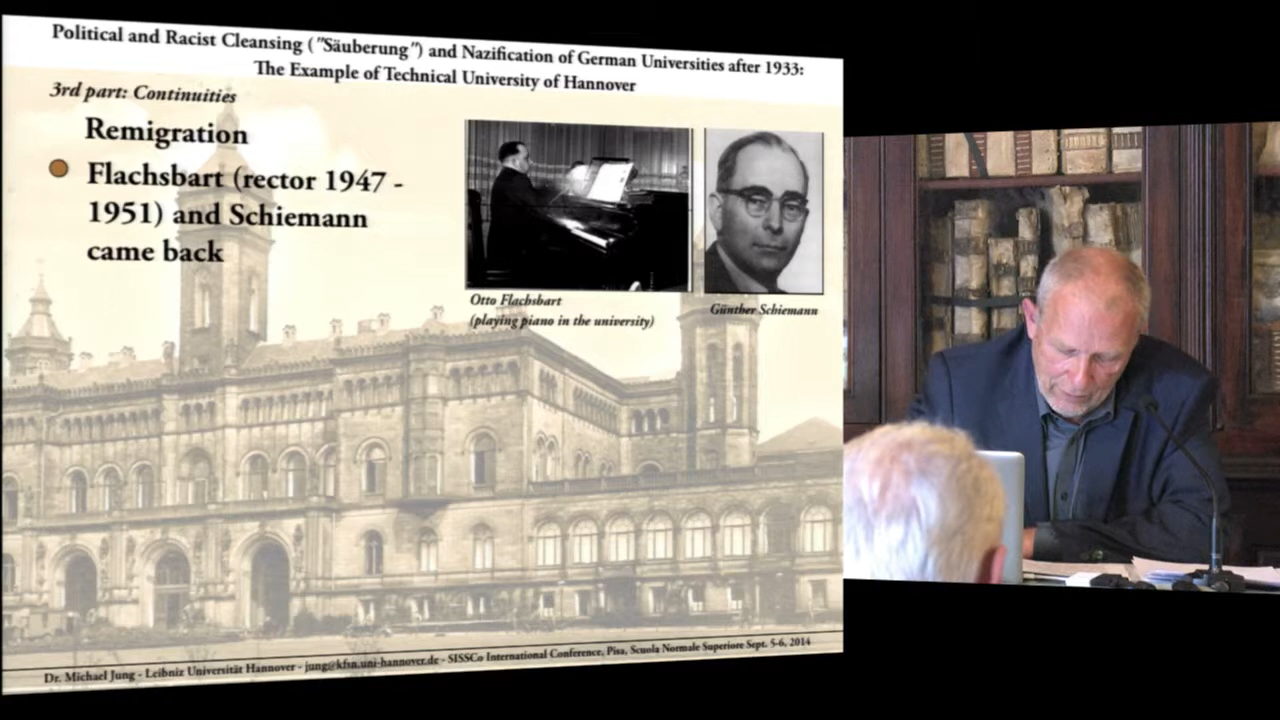 Political and Racist Cleansing ("Säuberung") and Nazification of German Universities after 1933:
The Example of Technical University of Hannover
3rd part: Continuities
Remigration
Flachsbart (rector 1947 -
1951) and Schiemann
came back
Otto Flachsbart
(playing piano in the university)
Günther Schiemann
Dr. Michael Jung - Leibniz Universität Hannover - jung@kfsn.uni-hannover.de - SISSCo International Conference, Pisa, Scuola Normale Superiore Sept. 5-6, 2014